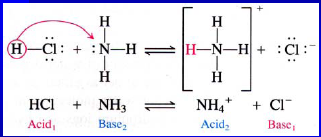 H—Cl: + :N—H ⇌ [H—N—H]⁺ + :Cl:⁻
H H
H H
HCl + NH₃ ⇌ NH₄⁺ + Cl⁻
Acid₁ Base₂ Acid₂ Base₁